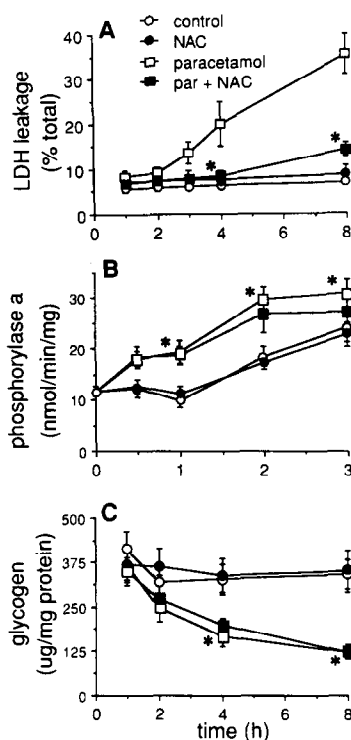 A
control
NAC
paracetamol
par + NAC
LDH leakage
(% total)
40
30
20
10
0
*
*
0 2 4 6 8
B
phosphorylase a
(nmol/min/mg)
30
20
10
0
*
*
*
0 1 2 3
C
glycogen
(ug/mg protein)
500
375
250
125
0
*
*
0 1 2 4 6 8
time (h)